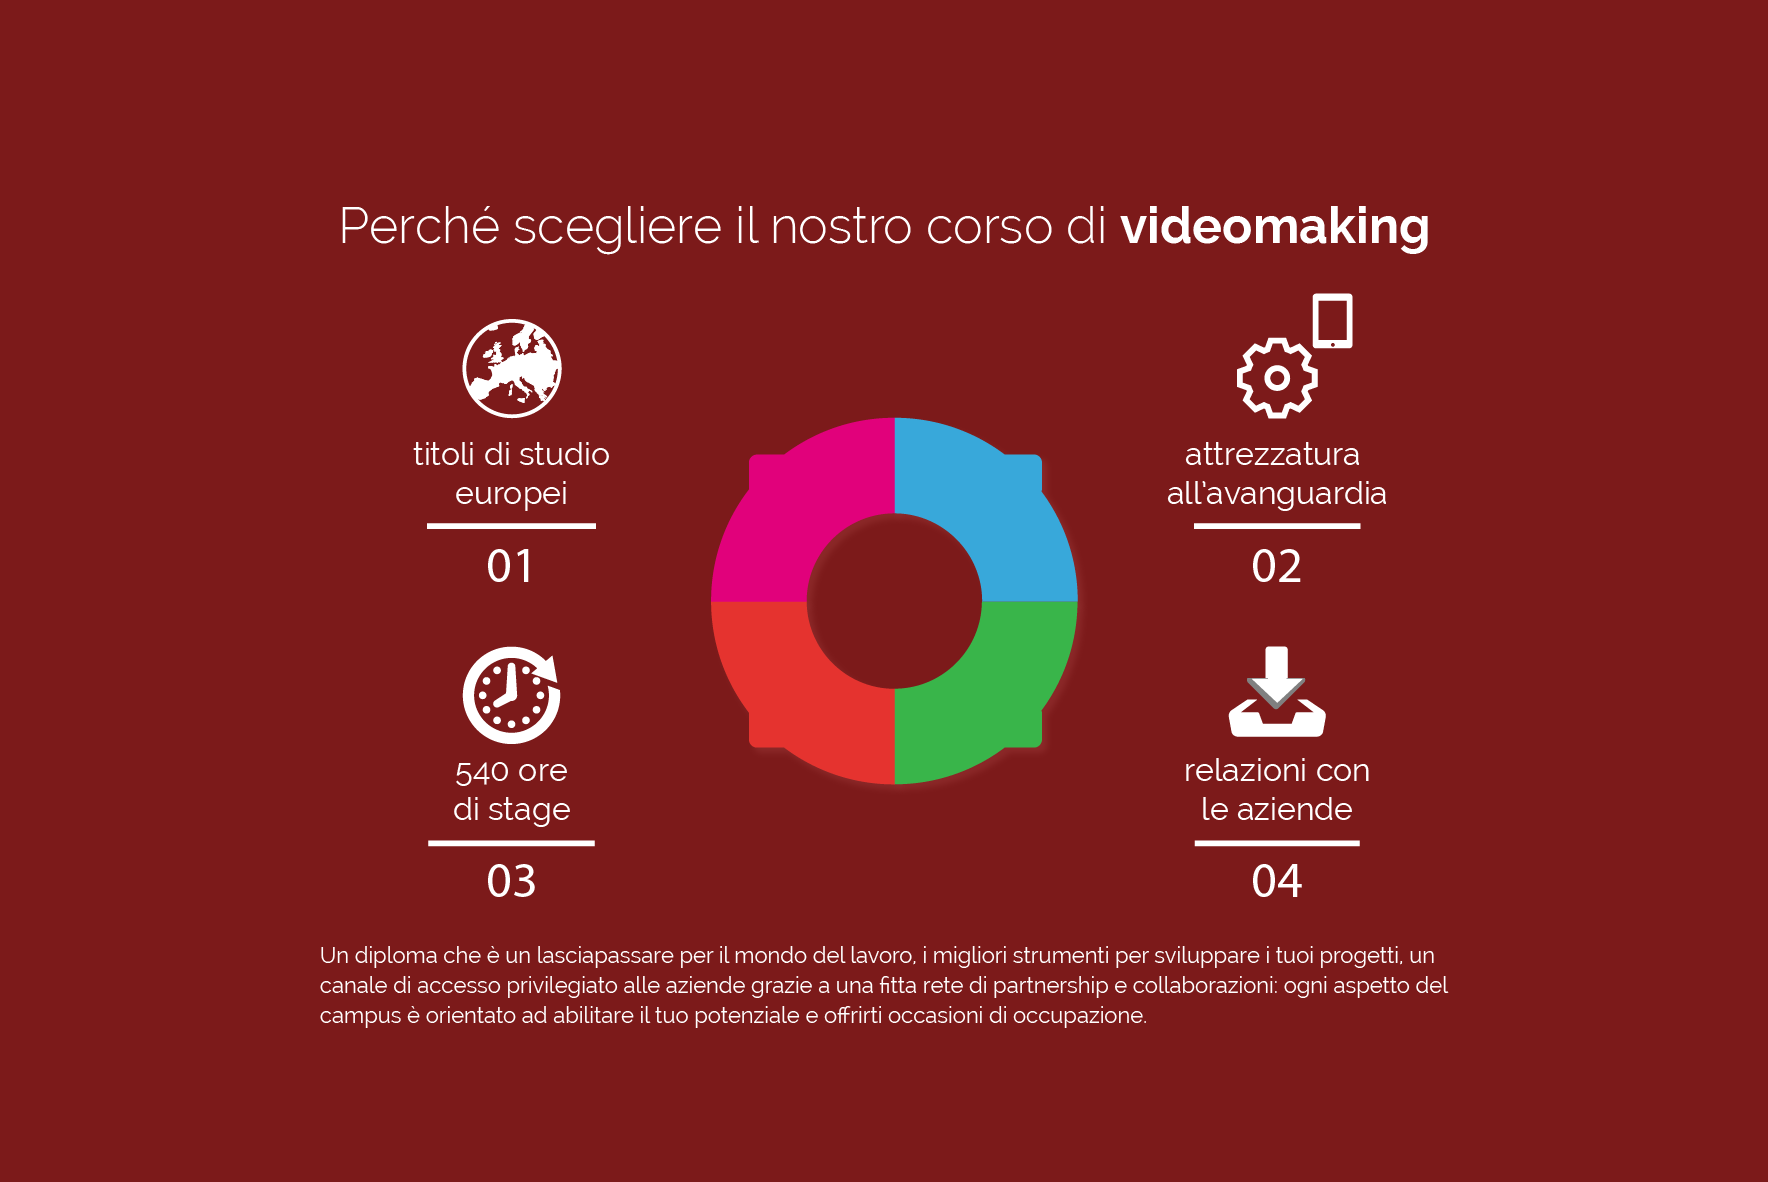 Perché scegliere il nostro corso di videomaking
titoli di studio
europei
01
attrezzatura
all'avanguardia
02
540 ore
di stage
03
relazioni con
le aziende
04
Un diploma che è un lasciapassare per il mondo del lavoro, i migliori strumenti per sviluppare i tuoi progetti, un
canale di accesso privilegiato alle aziende grazie a una fitta rete di partnership e collaborazioni: ogni aspetto del
campus è orientato ad abilitare il tuo potenziale e offrirti occasioni di occupazione.